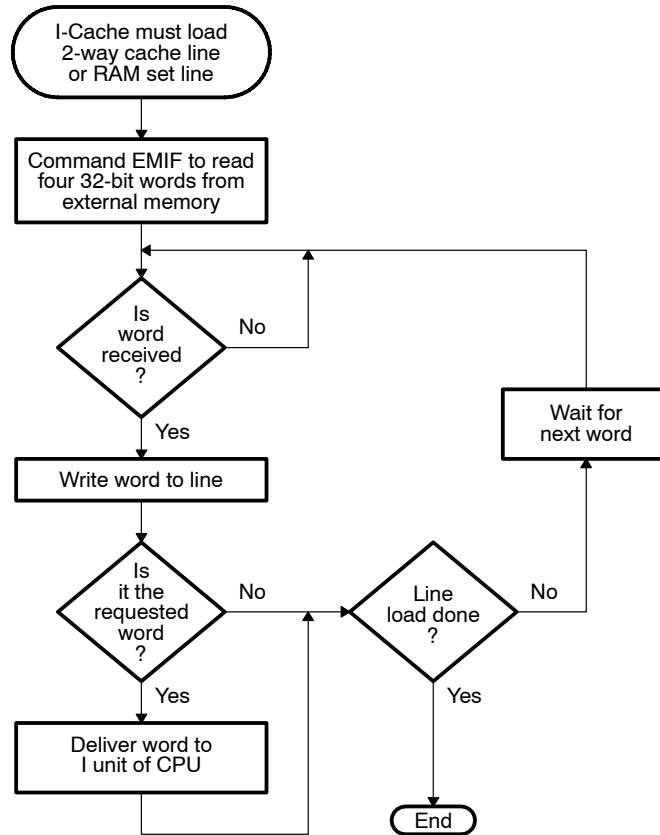 I-Cache must load
2-way cache line
or RAM set line
Command EMIF to read
four 32-bit words from
external memory
Is
word
received
?
No
Yes
Wait for
next word
Write word to line
Is
it the
requested
word
?
No
Yes
Line
load done
?
No
Yes
Deliver word to
I unit of CPU
End